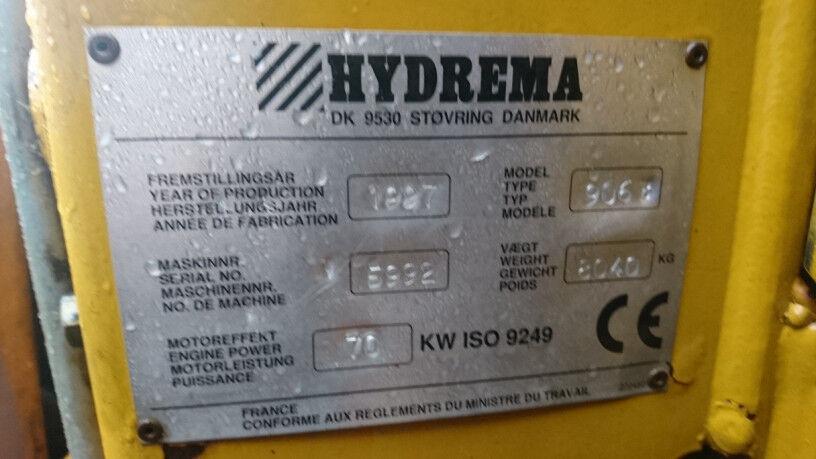 HYDREMA
DK 9530 STØVRING DANMARK
FREMSTILLINGSÅR
YEAR OF PRODUCTION
HERSTELLUNGSJAHR
ANNÉE DE FABRICATION
MODEL
TYPE
TYP
MODÈLE
MASKINNR.
SERIAL NO.
MASCHINENNR.
NO. DE MACHINE
5992
VÆGT
WEIGHT
GEWICHT
POIDS
KG
MOTOREFFEKT
ENGINE POWER
MOTORLEISTUNG
PUISSANCE
70 KW ISO 9249
CE
FRANCE
CONFORME AUX REGLEMENTS DU MINISTRE DU TRAVAIL